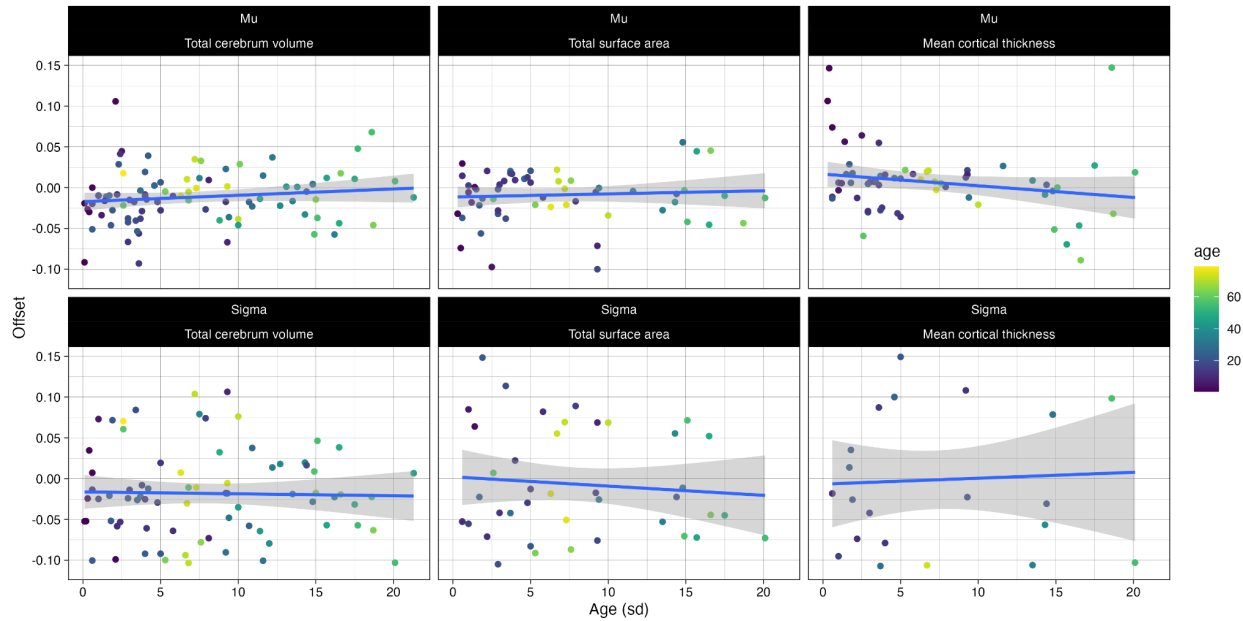 Mu
Total cerebrum volume
Mu
Total surface area
Mu
Mean cortical thickness
0.15
0.10
0.05
0.00
-0.05
-0.10
Sigma
Total cerebrum volume
Sigma
Total surface area
Sigma
Mean cortical thickness
0.15
0.10
0.05
0.00
-0.05
-0.10
0 5 10 15 20
0 5 10 15 20
0 5 10 15 20
Age (sd)
Offset
age
60
40
20